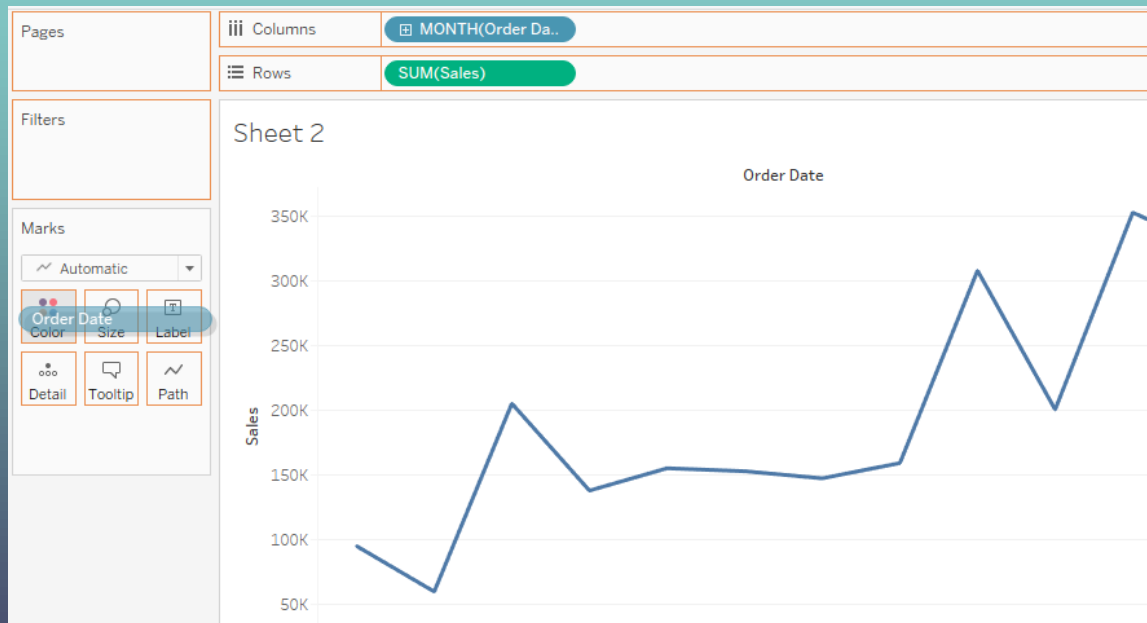 Pages
Columns
MONTH(Order Da..
Rows
SUM(Sales)
Filters
Sheet 2
Order Date
Marks
Automatic
Order Date
Color Size Label
Detail Tooltip Path
Sales
350K
300K
250K
200K
150K
100K
50K